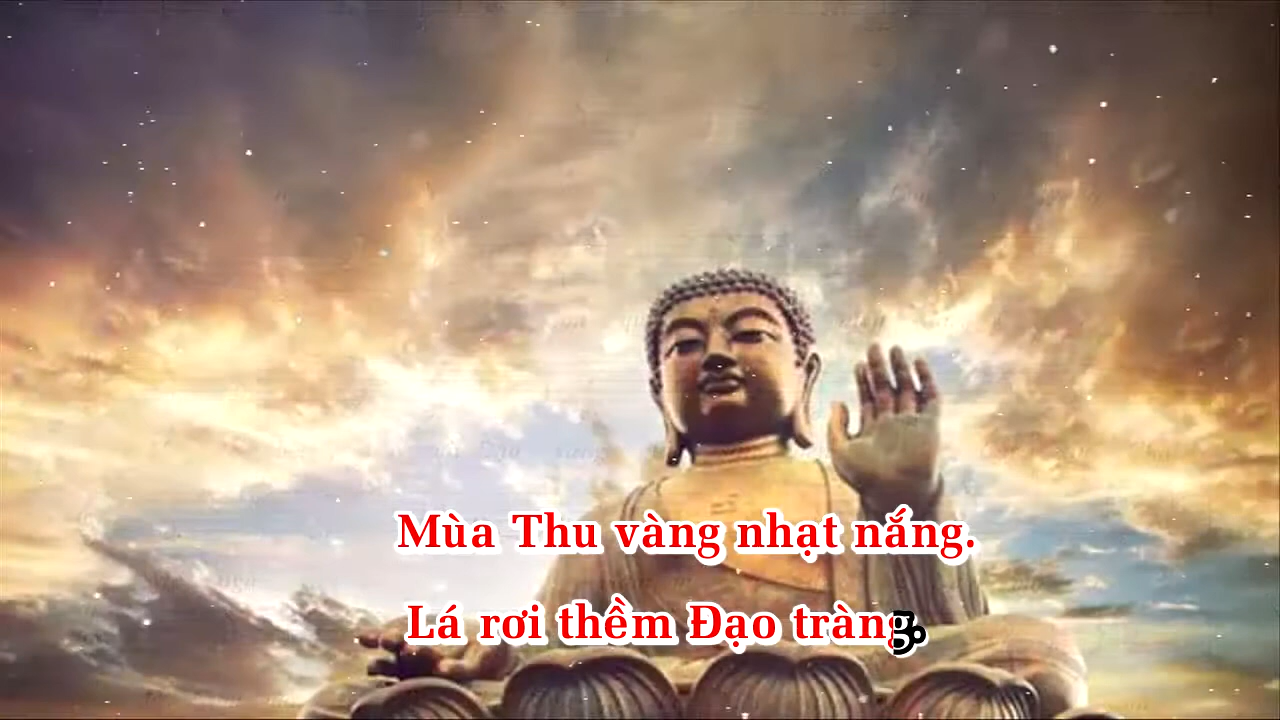 Mùa Thu vàng nhạt nắng.
Lá rơi thềm Đạo tràng.